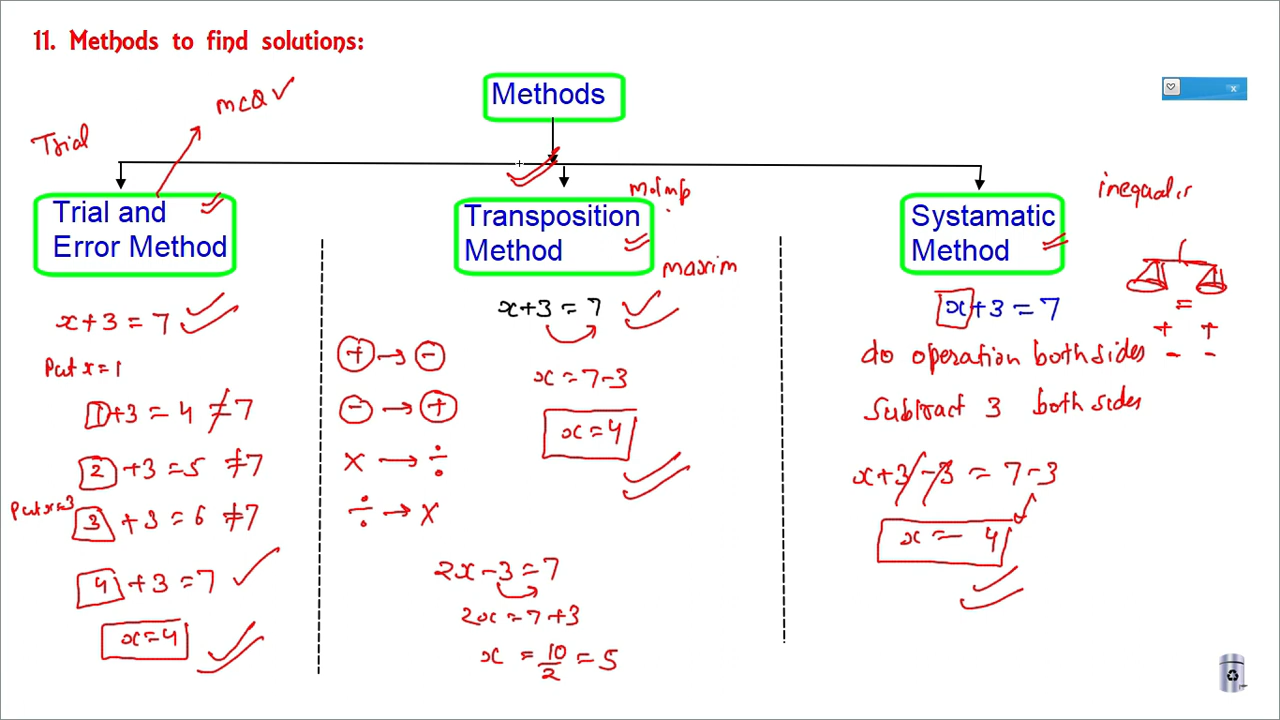 11. Methods to find solutions:
Methods
MCQ ✓
Trial
Trial and
Error Method
x+3 = 7
Put x = 1
1+3 = 4 ≠ 7
2 +3 = 5 ≠7
Put x=3
3 +3 = 6 ≠7
4 +3 = 7 ✓
x=4
Transposition
Method
maxim
x+3 = 7
+ → -
- → +
× → ÷
÷ → ×
x = 7-3
x=4
2x-3 = 7
2x = 7+3
x = 10/2 = 5
Systamatic
Method
=
+ +
- -
x+3 = 7
do operation both sides
Subtract 3 both sides
x+3 -3 = 7-3
x = 4
x